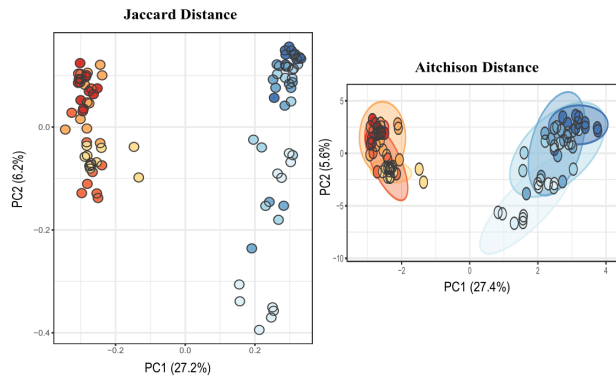 Jaccard Distance
0.0
−0.2
−0.4
PC2 (6.2%)
−0.2
0.0
0.2
PC1 (27.2%)
Aitchison Distance
5
0
−5
−10
PC2 (5.6%)
−2
0
2
4
PC1 (27.4%)